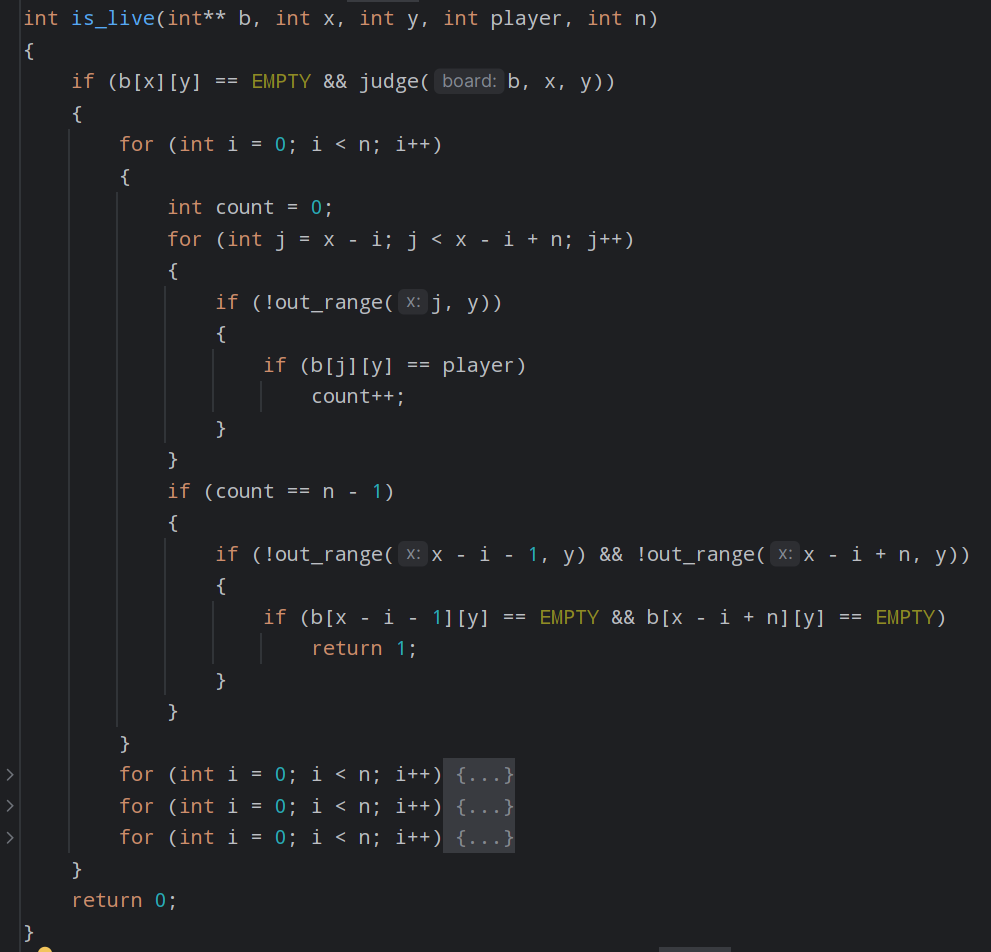 int is_live(int** b, int x, int y, int player, int n)
{
    if (b[x][y] == EMPTY && judge( board: b, x, y))
    {
        for (int i = 0; i < n; i++)
        {
            int count = 0;
            for (int j = x - i; j < x - i + n; j++)
            {
                if (!out_range( x: j, y))
                {
                    if (b[j][y] == player)
                        count++;
                }
            }
            if (count == n - 1)
            {
                if (!out_range( x: x - i - 1, y) && !out_range( x: x - i + n, y))
                {
                    if (b[x - i - 1][y] == EMPTY && b[x - i + n][y] == EMPTY)
                        return 1;
                }
            }
        }
        for (int i = 0; i < n; i++) {...}
        for (int i = 0; i < n; i++) {...}
        for (int i = 0; i < n; i++) {...}
    }
    return 0;
}